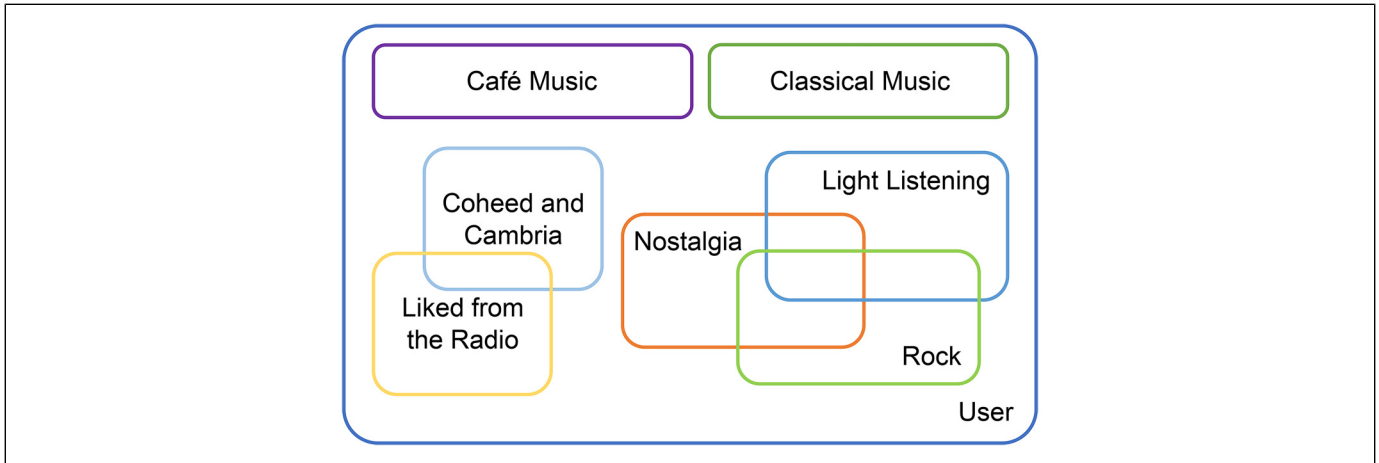 Café Music
Classical Music
Coheed and
Cambria
Light Listening
Nostalgia
Liked from
the Radio
Rock
User